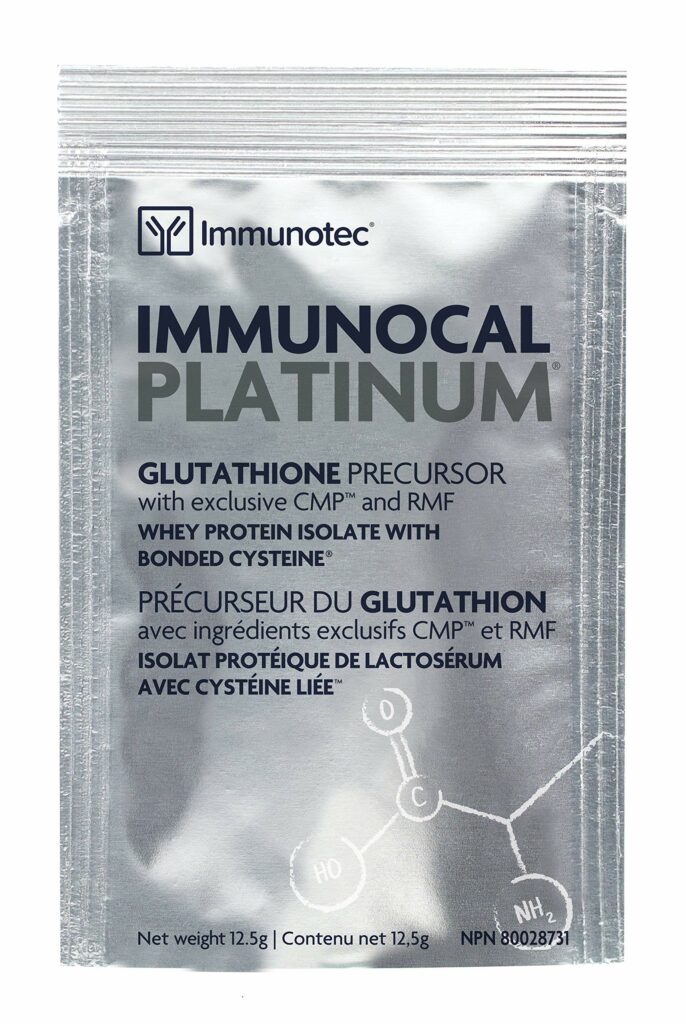 Immunotec®
IMMUNOCAL
PLATINUM®
GLUTATHIONE PRECURSOR
with exclusive CMP™ and RMF
WHEY PROTEIN ISOLATE WITH
BONDED CYSTEINE®
PRÉCURSEUR DU GLUTATHION
avec ingrédients exclusifs CMP™ et RMF
ISOLAT PROTÉIQUE DE LACTOSÉRUM
AVEC CYSTÉINE LIÉE™
O
C
HO
NH₂
Net weight 12.5g | Contenu net 12,5g NPN 80028731